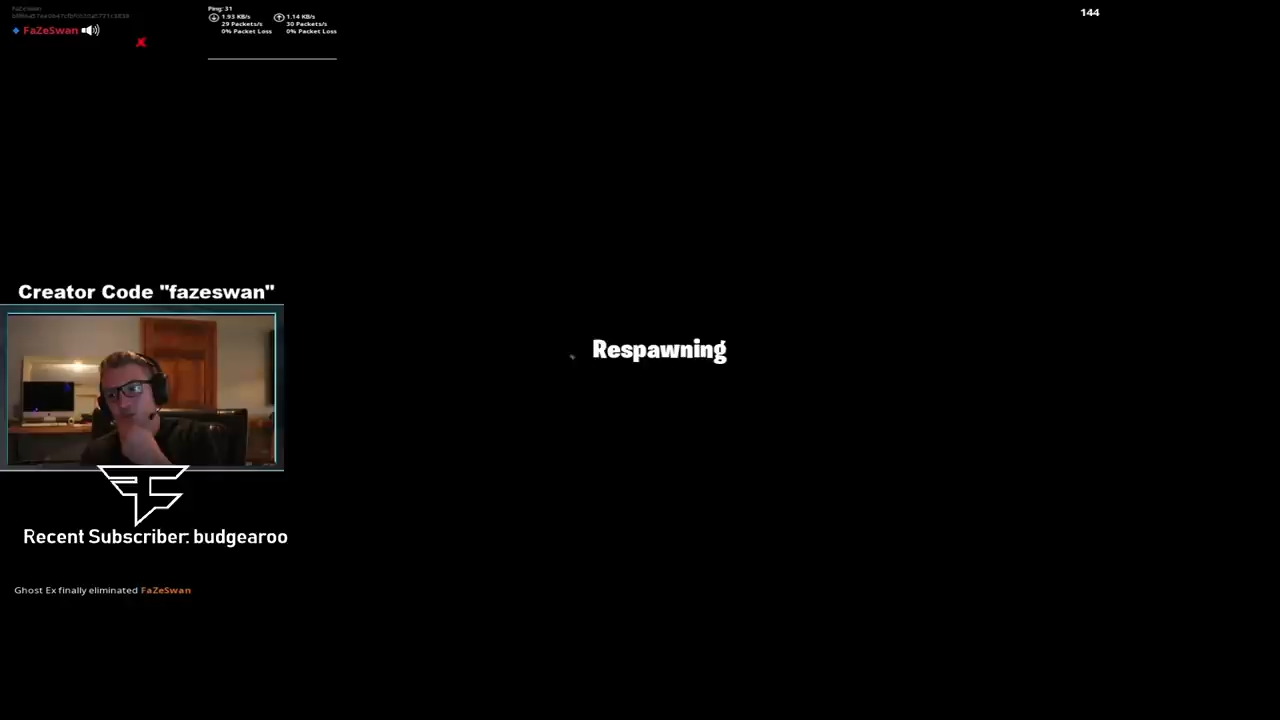 FaZeSwan
Ping: 31
1.93 KB/s
1.14 KB/s
29 Packets/s
30 Packets/s
0% Packet Loss
0% Packet Loss
144
FaZeSwan
Creator Code "fazeswan"
Respawning
Recent Subscriber: budgearoo
Ghost Ex finally eliminated FaZeSwan